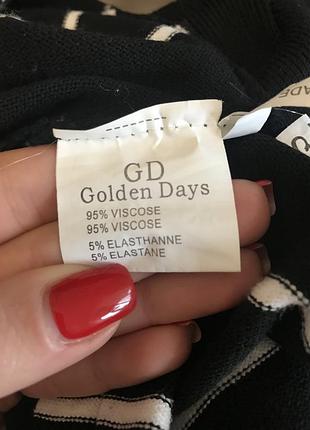 GD
Golden Days
95% VISCOSE
95% VISCOSE
5% ELASTHANNE
5% ELASTANE